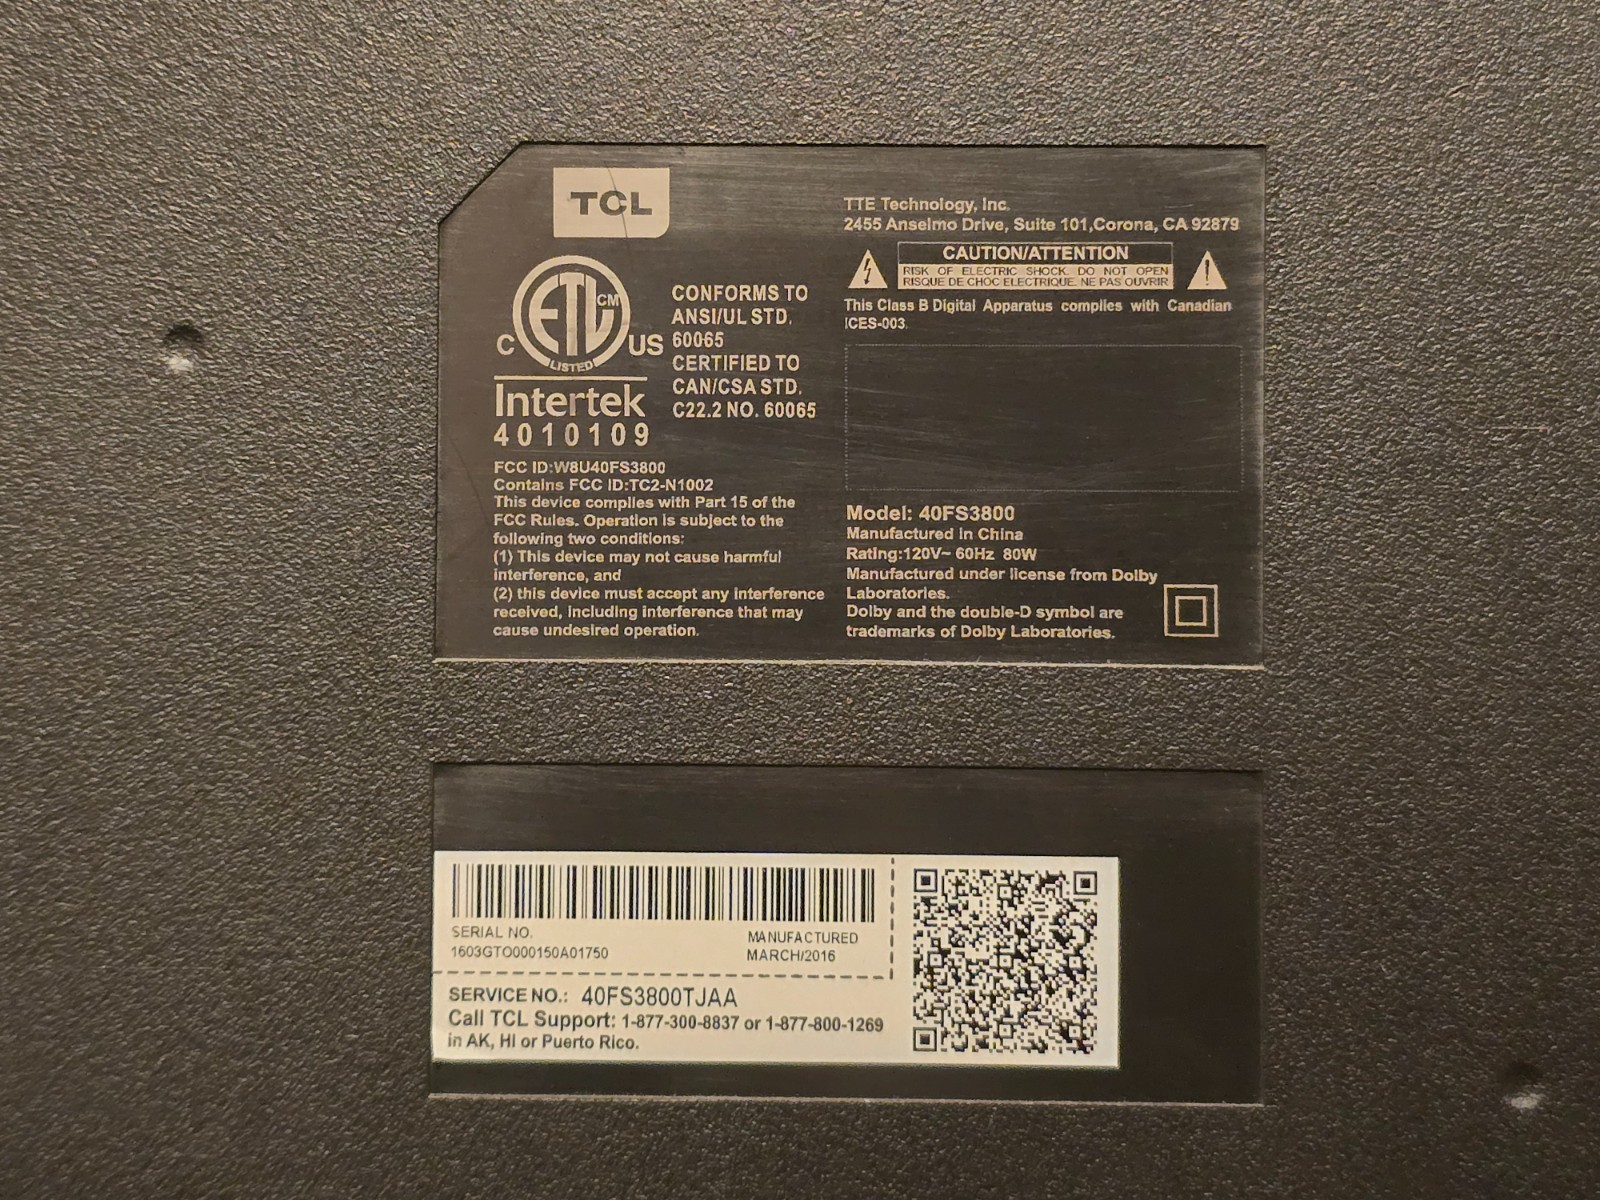 TCL
ETL CM
C US
LISTED
Intertek
4010109
CONFORMS TO
ANSI/UL STD.
60065
CERTIFIED TO
CAN/CSA STD.
C22.2 NO. 60065
FCC ID:W8U40FS3800
Contains FCC ID:TC2-N1002
This device complies with Part 15 of the
FCC Rules. Operation is subject to the
following two conditions:
(1) This device may not cause harmful
interference, and
(2) this device must accept any interference
received, including interference that may
cause undesired operation.
TTE Technology, Inc.
2455 Anselmo Drive, Suite 101,Corona, CA 92879
CAUTION/ATTENTION
RISK OF ELECTRIC SHOCK. DO NOT OPEN
RISQUE DE CHOC ELECTRIQUE. NE PAS OUVRIR
This Class B Digital Apparatus complies with Canadian
ICES-003.
Model: 40FS3800
Manufactured in China
Rating:120V~ 60Hz 80W
Manufactured under license from Dolby
Laboratories.
Dolby and the double-D symbol are
trademarks of Dolby Laboratories.
SERIAL NO.
1603GTO000150A01750
MANUFACTURED
MARCH/2016
SERVICE NO.: 40FS3800TJAA
Call TCL Support: 1-877-300-8837 or 1-877-800-1269
in AK, HI or Puerto Rico.